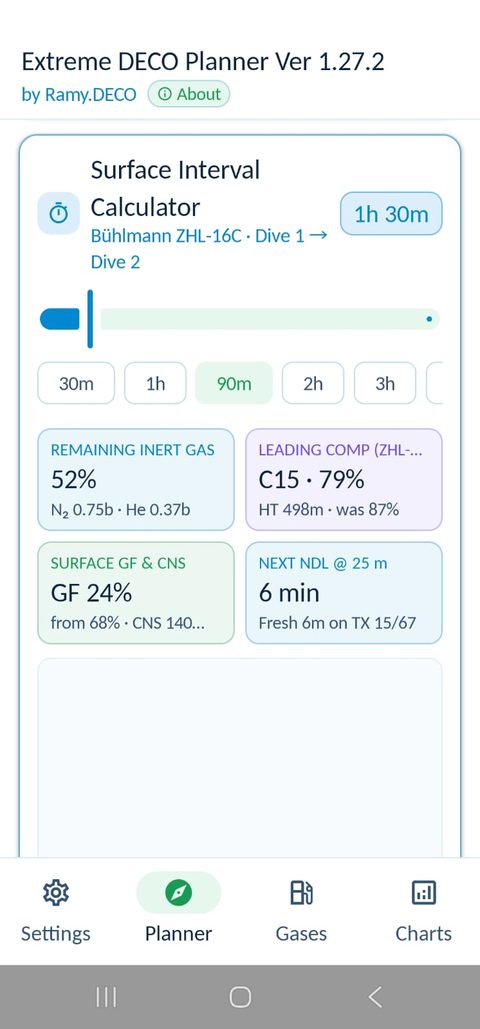 Extreme DECO Planner Ver 1.27.2
by Ramy.DECO
About
Surface Interval
Calculator
1h 30m
Bühlmann ZHL-16C · Dive 1 →
Dive 2
30m
1h
90m
2h
3h
REMAINING INERT GAS
52%
N₂ 0.75b · He 0.37b
LEADING COMP (ZHL-...
C15 · 79%
HT 498m · was 87%
SURFACE GF & CNS
GF 24%
from 68% · CNS 140...
NEXT NDL @ 25 m
6 min
Fresh 6m on TX 15/67
Settings
Planner
Gases
Charts